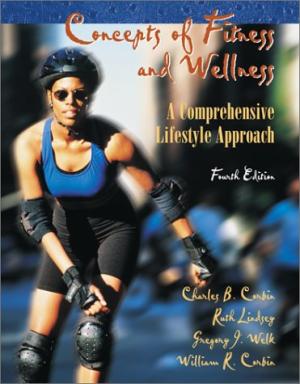 Concepts of Fitness
and Wellness
A Comprehensive
Lifestyle Approach
Fourth Edition
Charles B. Corbin
Ruth Lindsey
Gregory J. Welk
William R. Corbin